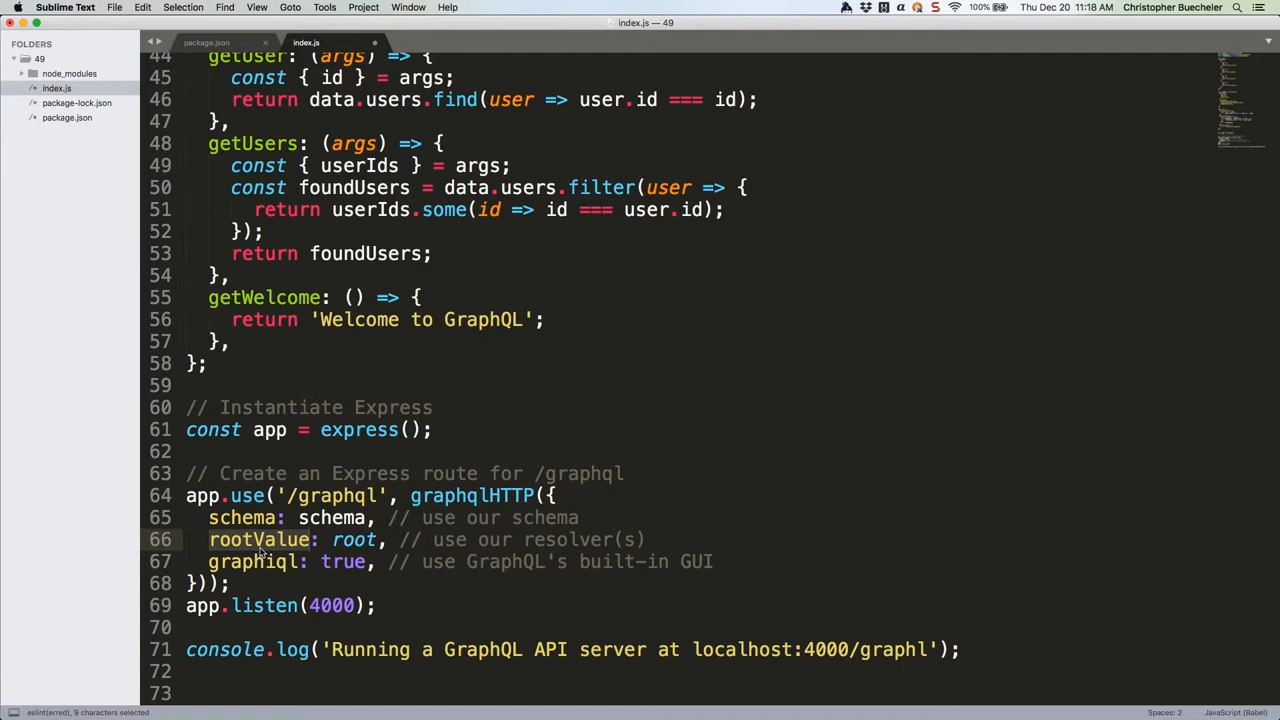 Sublime Text File Edit Selection Find View Goto Tools Project Window Help
100% Thu Dec 20 11:18 AM Christopher Buecheler
index.js — 49
FOLDERS
49
node_modules
index.js
package-lock.json
package.json
package.json × index.js
44 getUser: (args) => {
45 const { id } = args;
46 return data.users.find(user => user.id === id);
47 },
48 getUsers: (args) => {
49 const { userIds } = args;
50 const foundUsers = data.users.filter(user => {
51 return userIds.some(id => id === user.id);
52 });
53 return foundUsers;
54 },
55 getWelcome: () => {
56 return 'Welcome to GraphQL';
57 },
58 };
59
60 // Instantiate Express
61 const app = express();
62
63 // Create an Express route for /graphql
64 app.use('/graphql', graphqlHTTP({
65 schema: schema, // use our schema
66 rootValue: root, // use our resolver(s)
67 graphiql: true, // use GraphQL's built-in GUI
68 }));
69 app.listen(4000);
70
71 console.log('Running a GraphQL API server at localhost:4000/graphl');
72
73
eslint(erred), 9 characters selected
Spaces: 2 JavaScript (Babel)